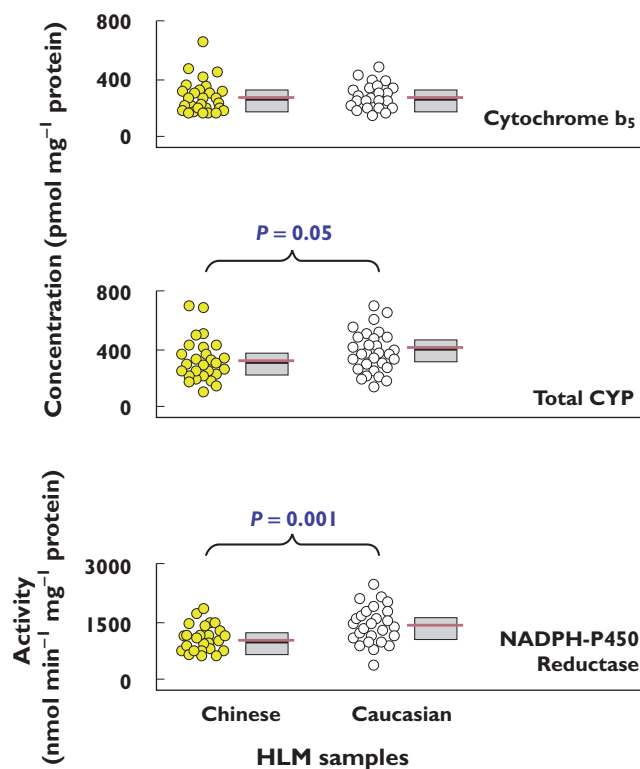 Concentration (pmol mg⁻¹ protein)
800
400
0
Cytochrome b₅
P = 0.05
800
400
0
Total CYP
Activity
(nmol min⁻¹ mg⁻¹ protein)
P = 0.001
3000
1500
0
NADPH-P450
Reductase
Chinese
Caucasian
HLM samples